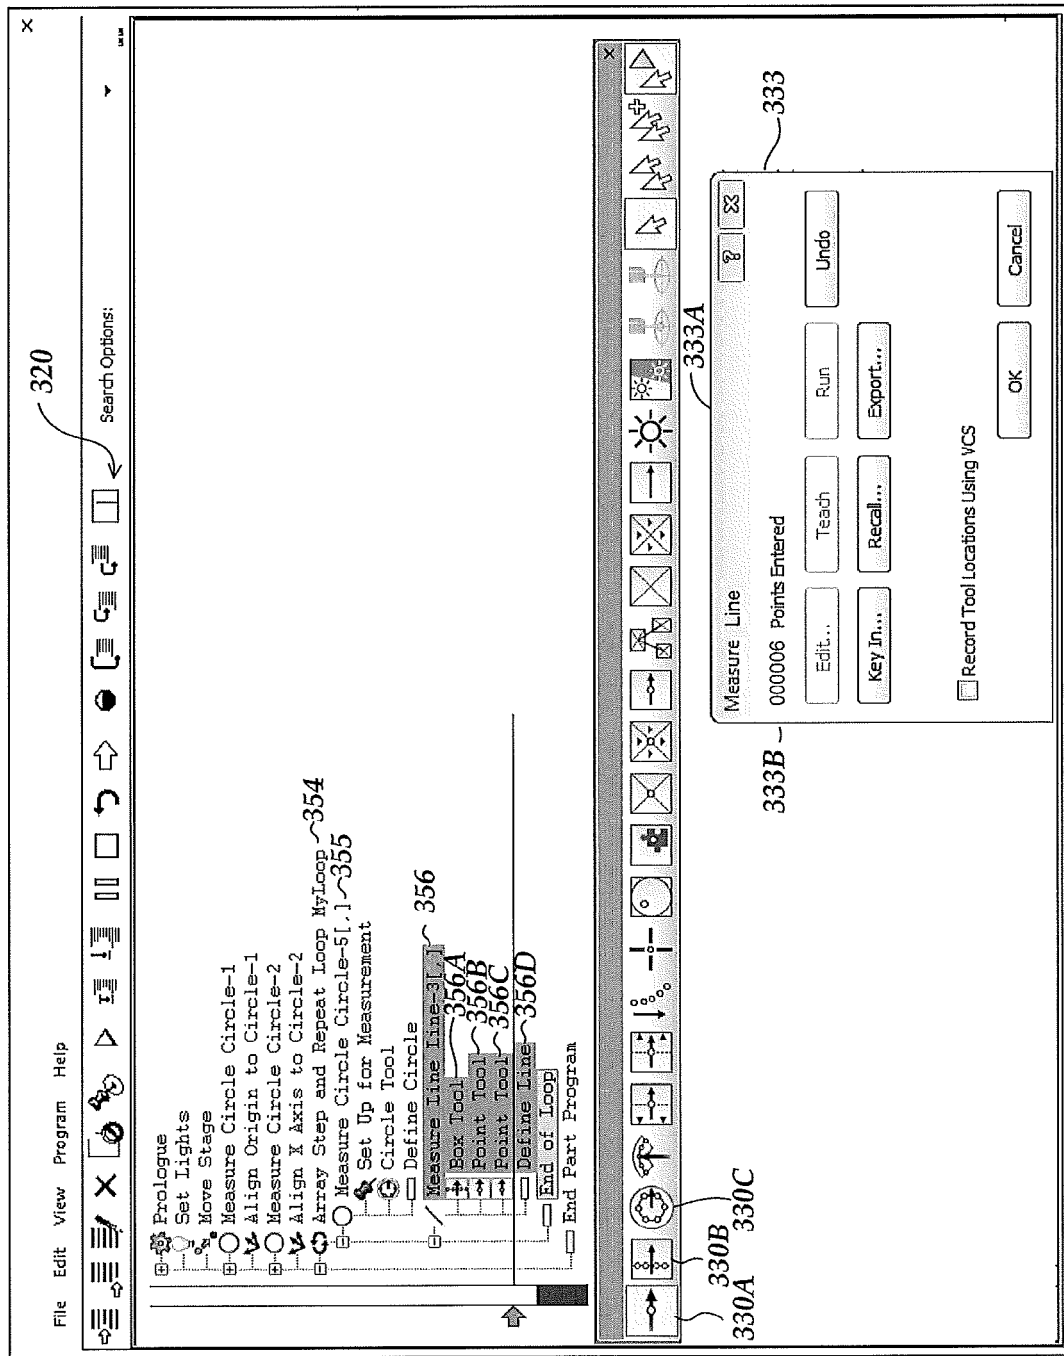 File Edit View Program Help
320
Search Options:
Prologue
Set Lights
Move Stage
Measure Circle Circle-1
Align Origin to Circle-1
Measure Circle Circle-2
Align X Axis to Circle-2
Array Step and Repeat Loop MyLoop 354
Measure Circle Circle-5[,] 355
Set Up for Measurement
Circle Tool
Define Circle
Measure Line Line-3[,] 356
Box Tool 356A
Point Tool 356B
Point Tool 356C
Define Line 356D
End of Loop
End Part Program
330A
330B
330C
333A
333
Measure Line
? X
333B
000006 Points Entered
Edit... Teach Run Undo
Key In... Recall... Export...
Record Tool Locations Using VCS
OK Cancel